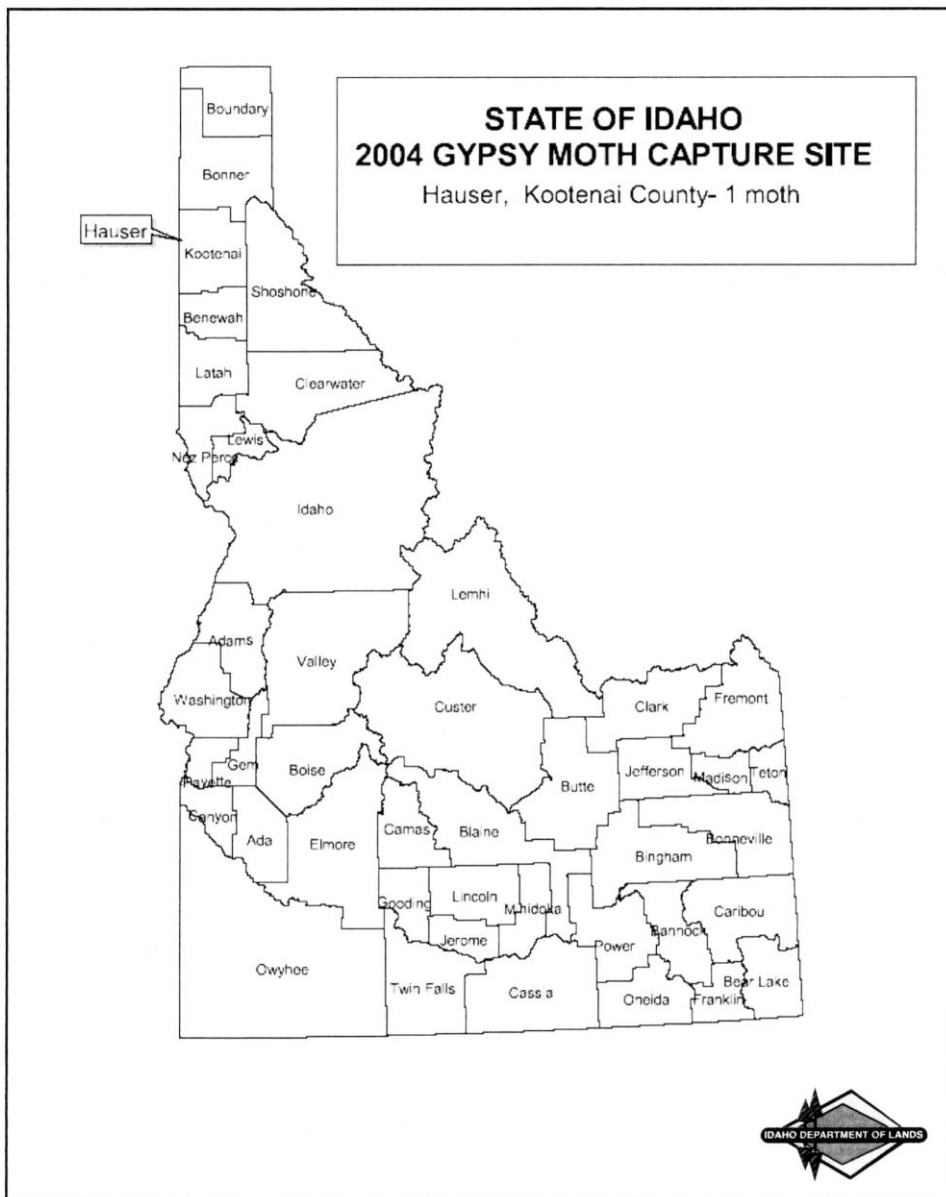 STATE OF IDAHO
2004 GYPSY MOTH CAPTURE SITE
Hauser, Kootenai County- 1 moth
Boundary
Bonner
Hauser
Kootenai
Shoshone
Benewah
Latah
Clearwater
Lewis
Nez Perce
Idaho
Lemhi
Adams
Valley
Washington
Custer
Clark
Fremont
Gem
Payette
Boise
Butte
Jefferson
Madison
Teton
Canyon
Ada
Elmore
Camas
Blaine
Bonneville
Bingham
Gooding
Lincoln
Minidoka
Caribou
Bannock
Jerome
Power
Owyhee
Twin Falls
Cassia
Oneida
Franklin
Bear Lake
IDAHO DEPARTMENT OF LANDS